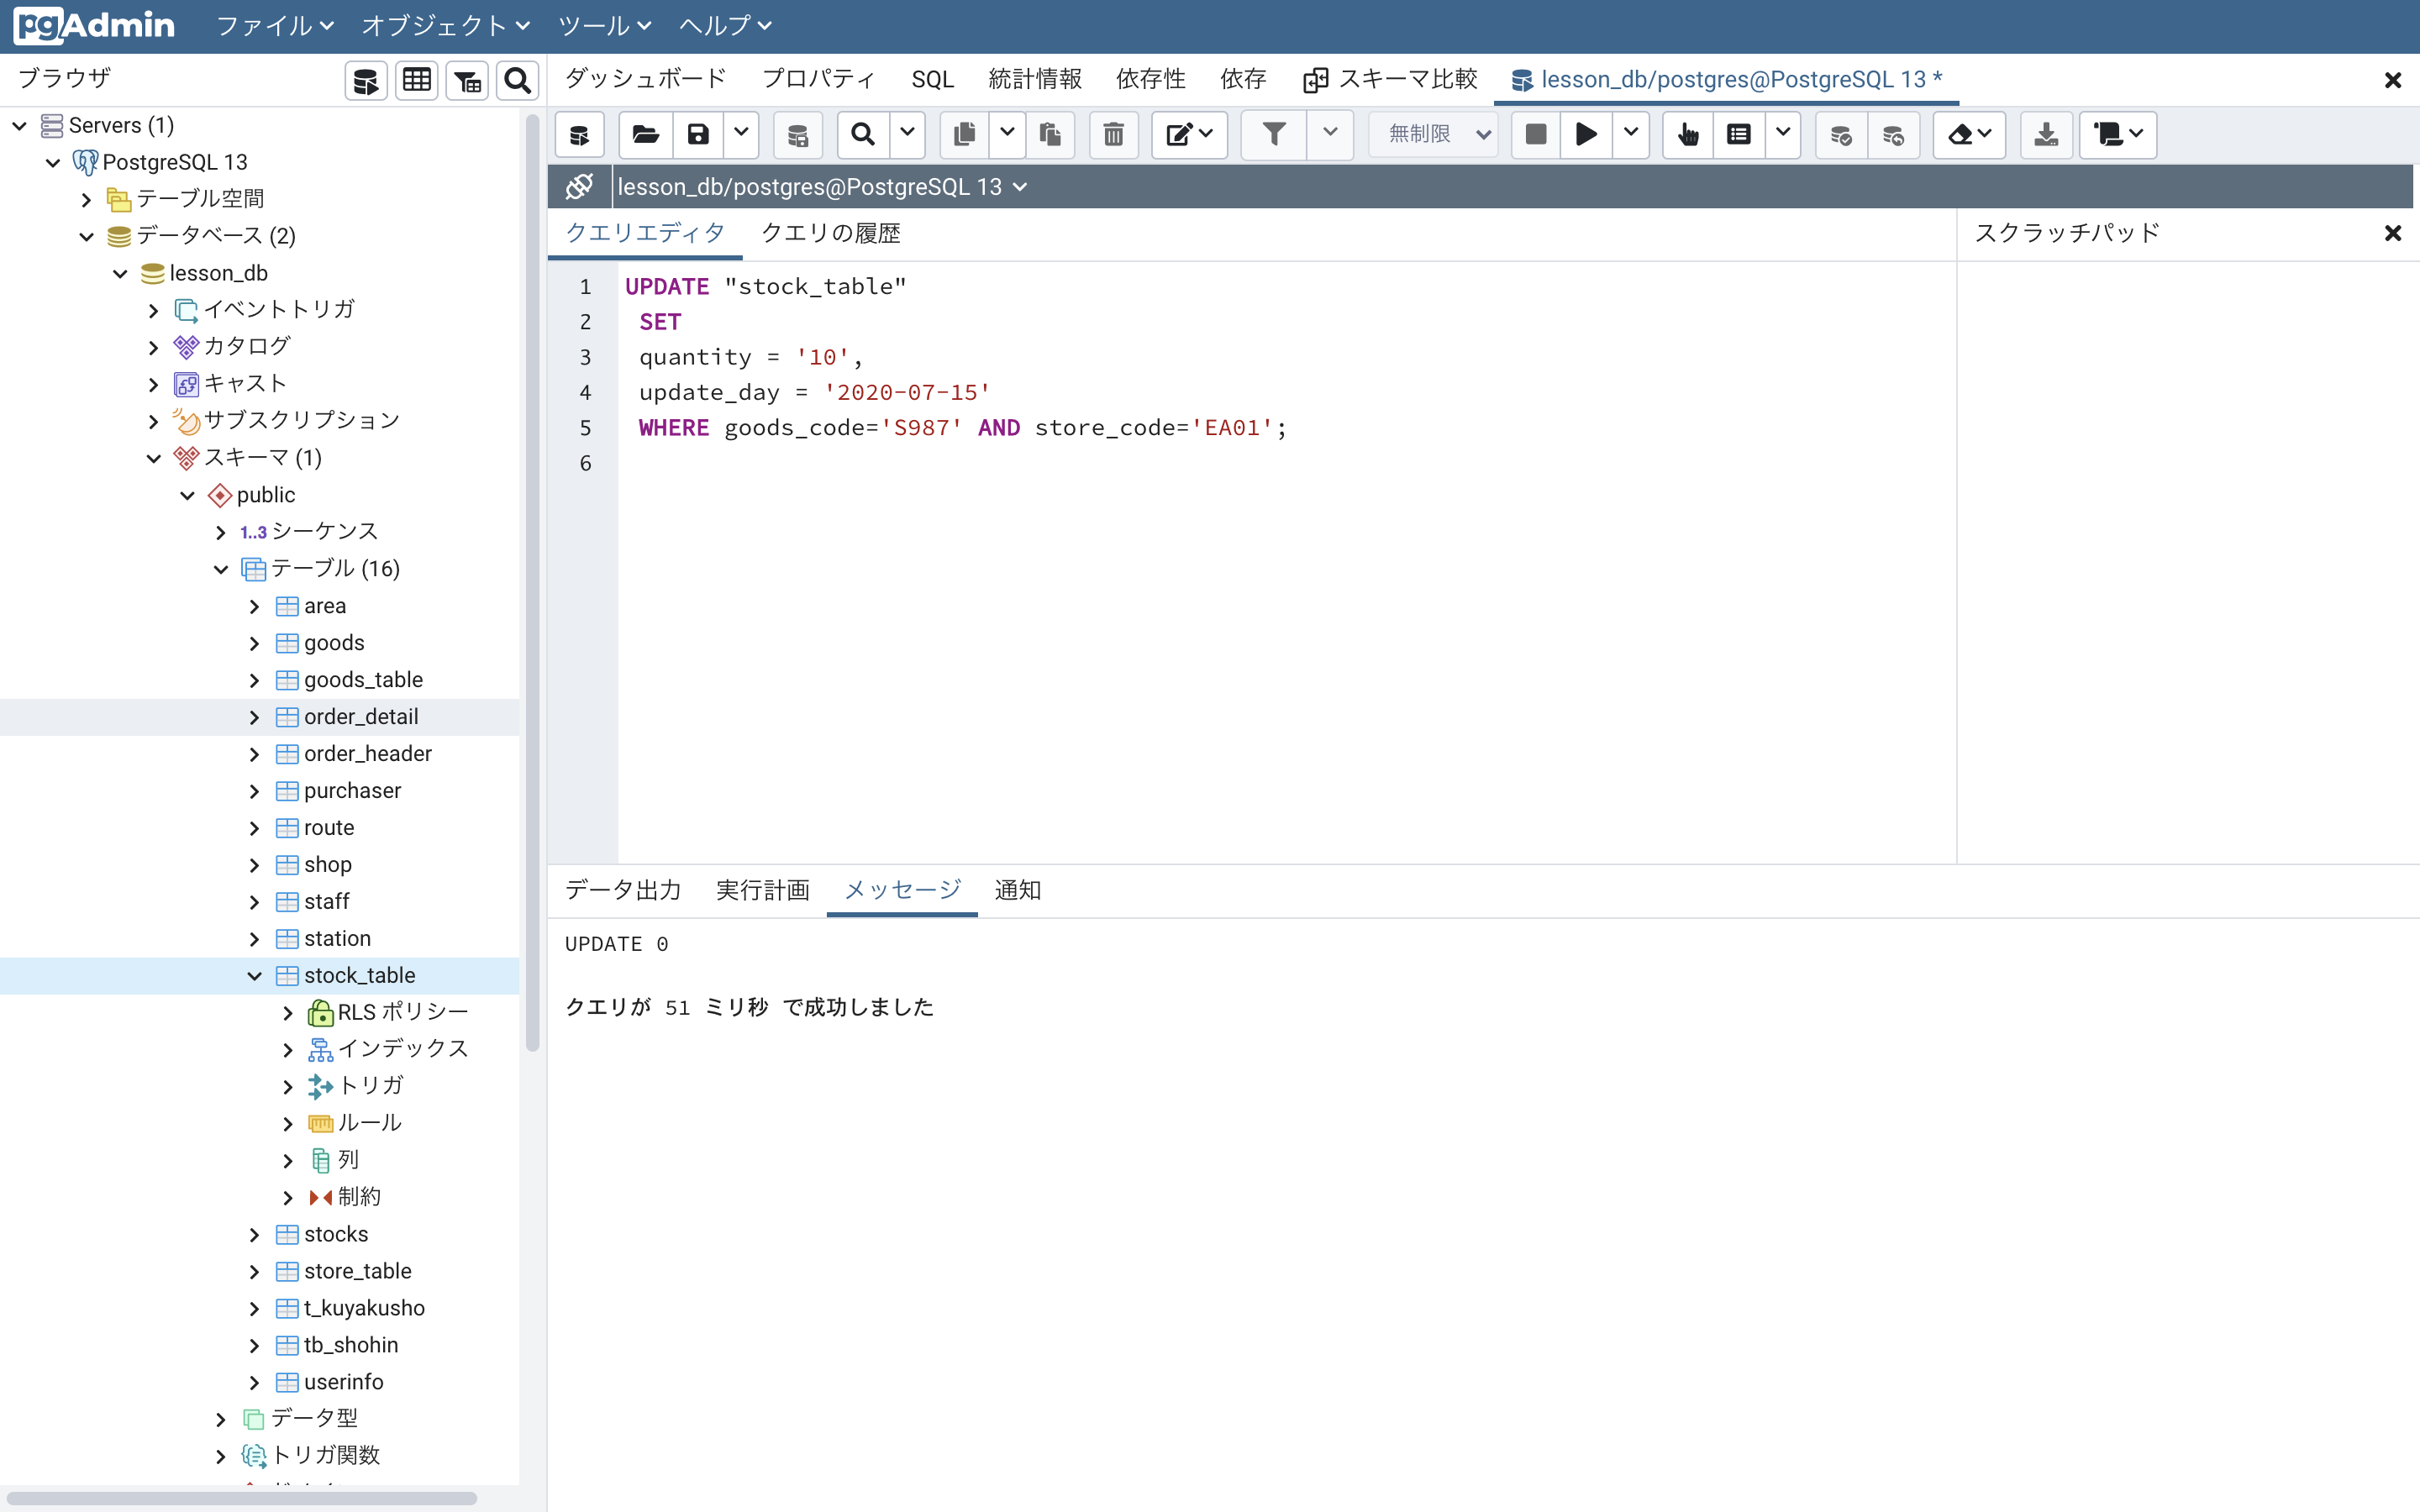 pgAdmin ファイル オブジェクト ツール ヘルプ
ブラウザ
ダッシュボード プロパティ SQL 統計情報 依存性 依存 スキーマ比較 lesson_db/postgres@PostgreSQL 13 *
無制限
lesson_db/postgres@PostgreSQL 13
クエリエディタ クエリの履歴
スクラッチパッド
Servers (1)
PostgreSQL 13
テーブル空間
データベース (2)
lesson_db
イベントトリガ
カタログ
キャスト
サブスクリプション
スキーマ (1)
public
1..3 シーケンス
テーブル (16)
area
goods
goods_table
order_detail
order_header
purchaser
route
shop
staff
station
stock_table
RLS ポリシー
インデックス
トリガ
ルール
列
制約
stocks
store_table
t_kuyakusho
tb_shohin
userinfo
データ型
トリガ関数
1 UPDATE "stock_table"
2 SET
3 quantity = '10',
4 update_day = '2020-07-15'
5 WHERE goods_code='S987' AND store_code='EA01';
6
データ出力 実行計画 メッセージ 通知
UPDATE 0
クエリが 51 ミリ秒 で成功しました